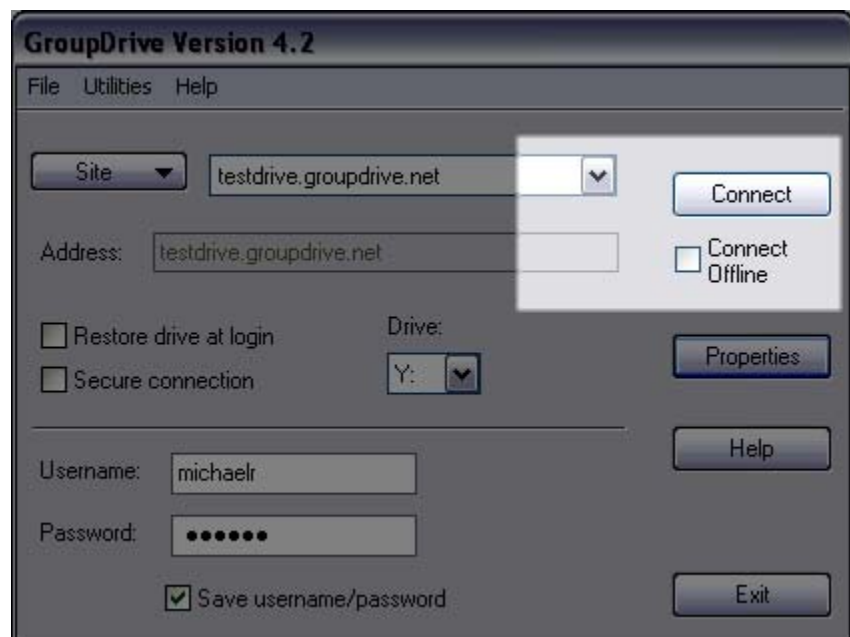 GroupDrive Version 4.2
File Utilities Help
Site testdrive.groupdrive.net
Connect
Address: testdrive.groupdrive.net
Connect
Offline
Restore drive at login
Drive:
Secure connection
Y:
Properties
Help
Username: michaelr
Password: ●●●●●●
Save username/password
Exit